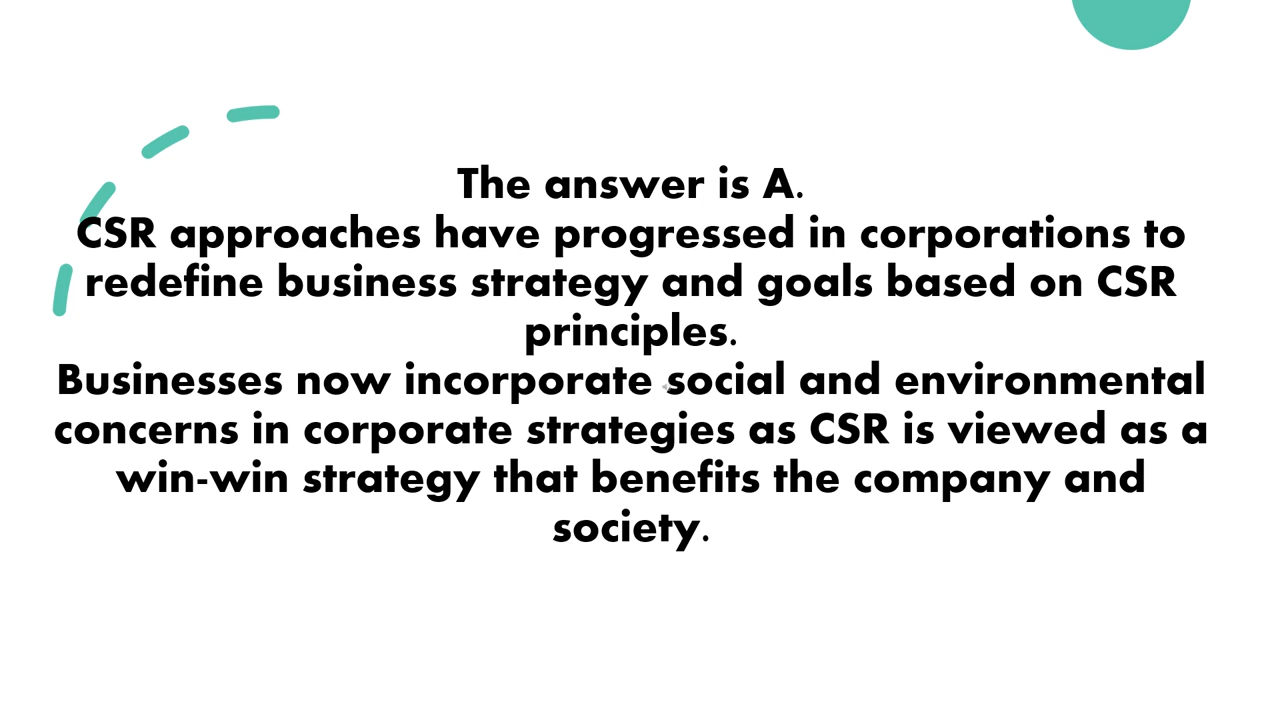 The answer is A.
CSR approaches have progressed in corporations to
redefine business strategy and goals based on CSR
principles.
Businesses now incorporate social and environmental
concerns in corporate strategies as CSR is viewed as a
win-win strategy that benefits the company and
society.